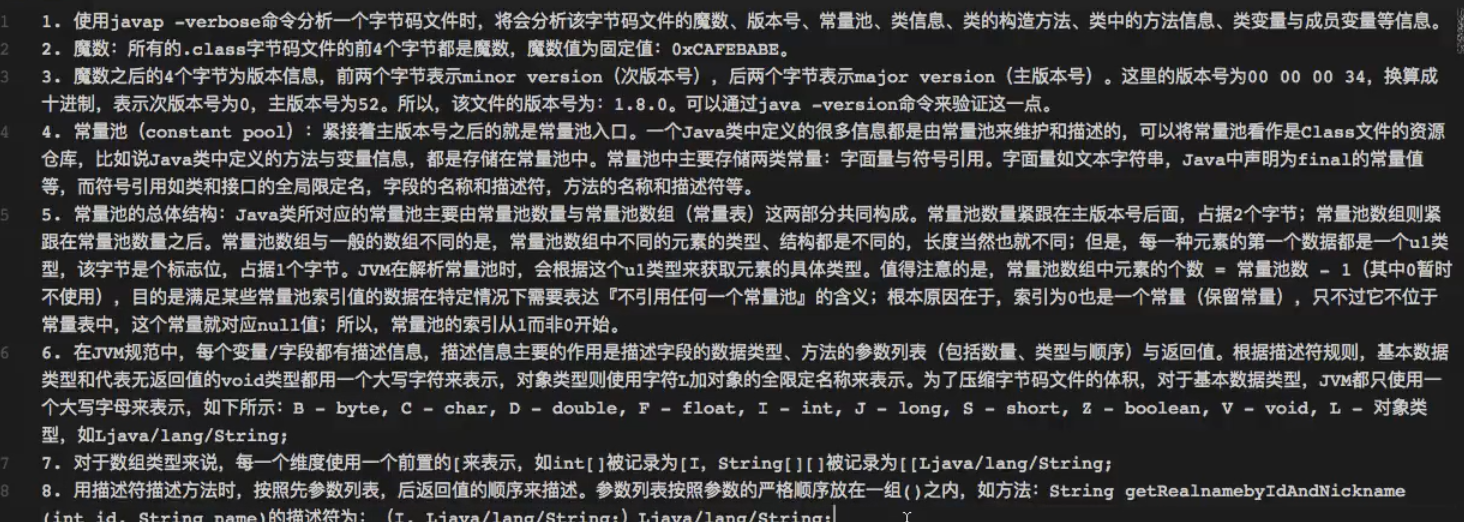 1 1. 使用javap -verbose命令分析一个字节码文件时，将会分析该字节码文件的魔数、版本号、常量池、类信息、类的构造方法、类中的方法信息、类变量与成员变量等信息。
2 2. 魔数：所有的.class字节码文件的前4个字节都是魔数，魔数值为固定值：0xCAFEBABE。
3 3. 魔数之后的4个字节为版本信息，前两个字节表示minor version（次版本号），后两个字节表示major version（主版本号）。这里的版本号为00 00 00 34，换算成
十进制，表示次版本号为0，主版本号为52。所以，该文件的版本号为：1.8.0。可以通过java -version命令来验证这一点。
4 4. 常量池（constant pool）：紧接着主版本号之后的就是常量池入口。一个Java类中定义的很多信息都是由常量池来维护和描述的，可以将常量池看作是Class文件的资源
仓库，比如说Java类中定义的方法与变量信息，都是存储在常量池中。常量池中主要存储两类常量：字面量与符号引用。字面量如文本字符串，Java中声明为final的常量值
等，而符号引用如类和接口的全局限定名，字段的名称和描述符，方法的名称和描述符等。
5 5. 常量池的总体结构：Java类所对应的常量池主要由常量池数量与常量池数组（常量表）这两部分共同构成。常量池数量紧跟在主版本号后面，占据2个字节；常量池数组则紧
跟在常量池数量之后。常量池数组与一般的数组不同的是，常量池数组中不同的元素的类型、结构都是不同的，长度当然也就不同；但是，每一种元素的第一个数据都是一个u1类
型，该字节是个标志位，占据1个字节。JVM在解析常量池时，会根据这个u1类型来获取元素的具体类型。值得注意的是，常量池数组中元素的个数 = 常量池数 - 1（其中0暂时
不使用），目的是满足某些常量池索引值的数据在特定情况下需要表达『不引用任何一个常量池』的含义；根本原因在于，索引为0也是一个常量（保留常量），只不过它不位于
常量表中，这个常量就对应null值；所以，常量池的索引从1而非0开始。
6 6. 在JVM规范中，每个变量/字段都有描述信息，描述信息主要的作用是描述字段的数据类型、方法的参数列表（包括数量、类型与顺序）与返回值。根据描述符规则，基本数据
类型和代表无返回值的void类型都用一个大写字符来表示，对象类型则使用字符L加对象的全限定名称来表示。为了压缩字节码文件的体积，对于基本数据类型，JVM都只使用一
个大写字母来表示，如下所示：B - byte, C - char, D - double, F - float, I - int, J - long, S - short, Z - boolean, V - void, L - 对象类
型，如Ljava/lang/String;
7 7. 对于数组类型来说，每一个维度使用一个前置的[来表示，如int[]被记录为[I，String[][]被记录为[[Ljava/lang/String;
8 8. 用描述符描述方法时，按照先参数列表，后返回值的顺序来描述。参数列表按照参数的严格顺序放在一组()之内，如方法：String getRealnamebyIdAndNickname
(int id, String name)的描述符为：（I, Ljava/lang/String;）Ljava/lang/String;